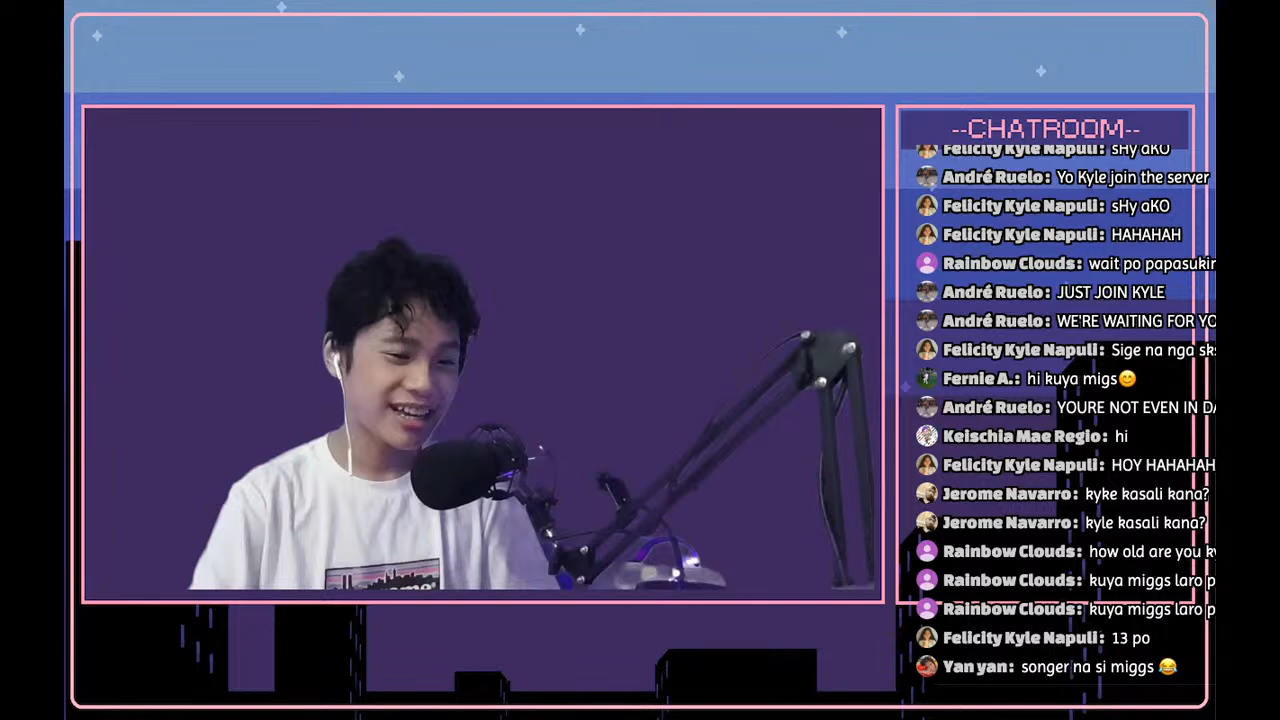 --CHATROOM--
Felicity Kyle Napuli: sHy aKO
André Ruelo: Yo Kyle join the server
Felicity Kyle Napuli: sHy aKO
Felicity Kyle Napuli: HAHAHAH
Rainbow Clouds: wait po papasukin
André Ruelo: JUST JOIN KYLE
André Ruelo: WE'RE WAITING FOR YO
Felicity Kyle Napuli: Sige na nga sks
Fernie A.: hi kuya migs😊
André Ruelo: YOURE NOT EVEN IN DA
Keischia Mae Regio: hi
Felicity Kyle Napuli: HOY HAHAHAH
Jerome Navarro: kyke kasali kana?
Jerome Navarro: kyle kasali kana?
Rainbow Clouds: how old are you ky
Rainbow Clouds: kuya miggs laro p
Rainbow Clouds: kuya miggs laro p
Felicity Kyle Napuli: 13 po
Yan yan: songer na si miggs 😂